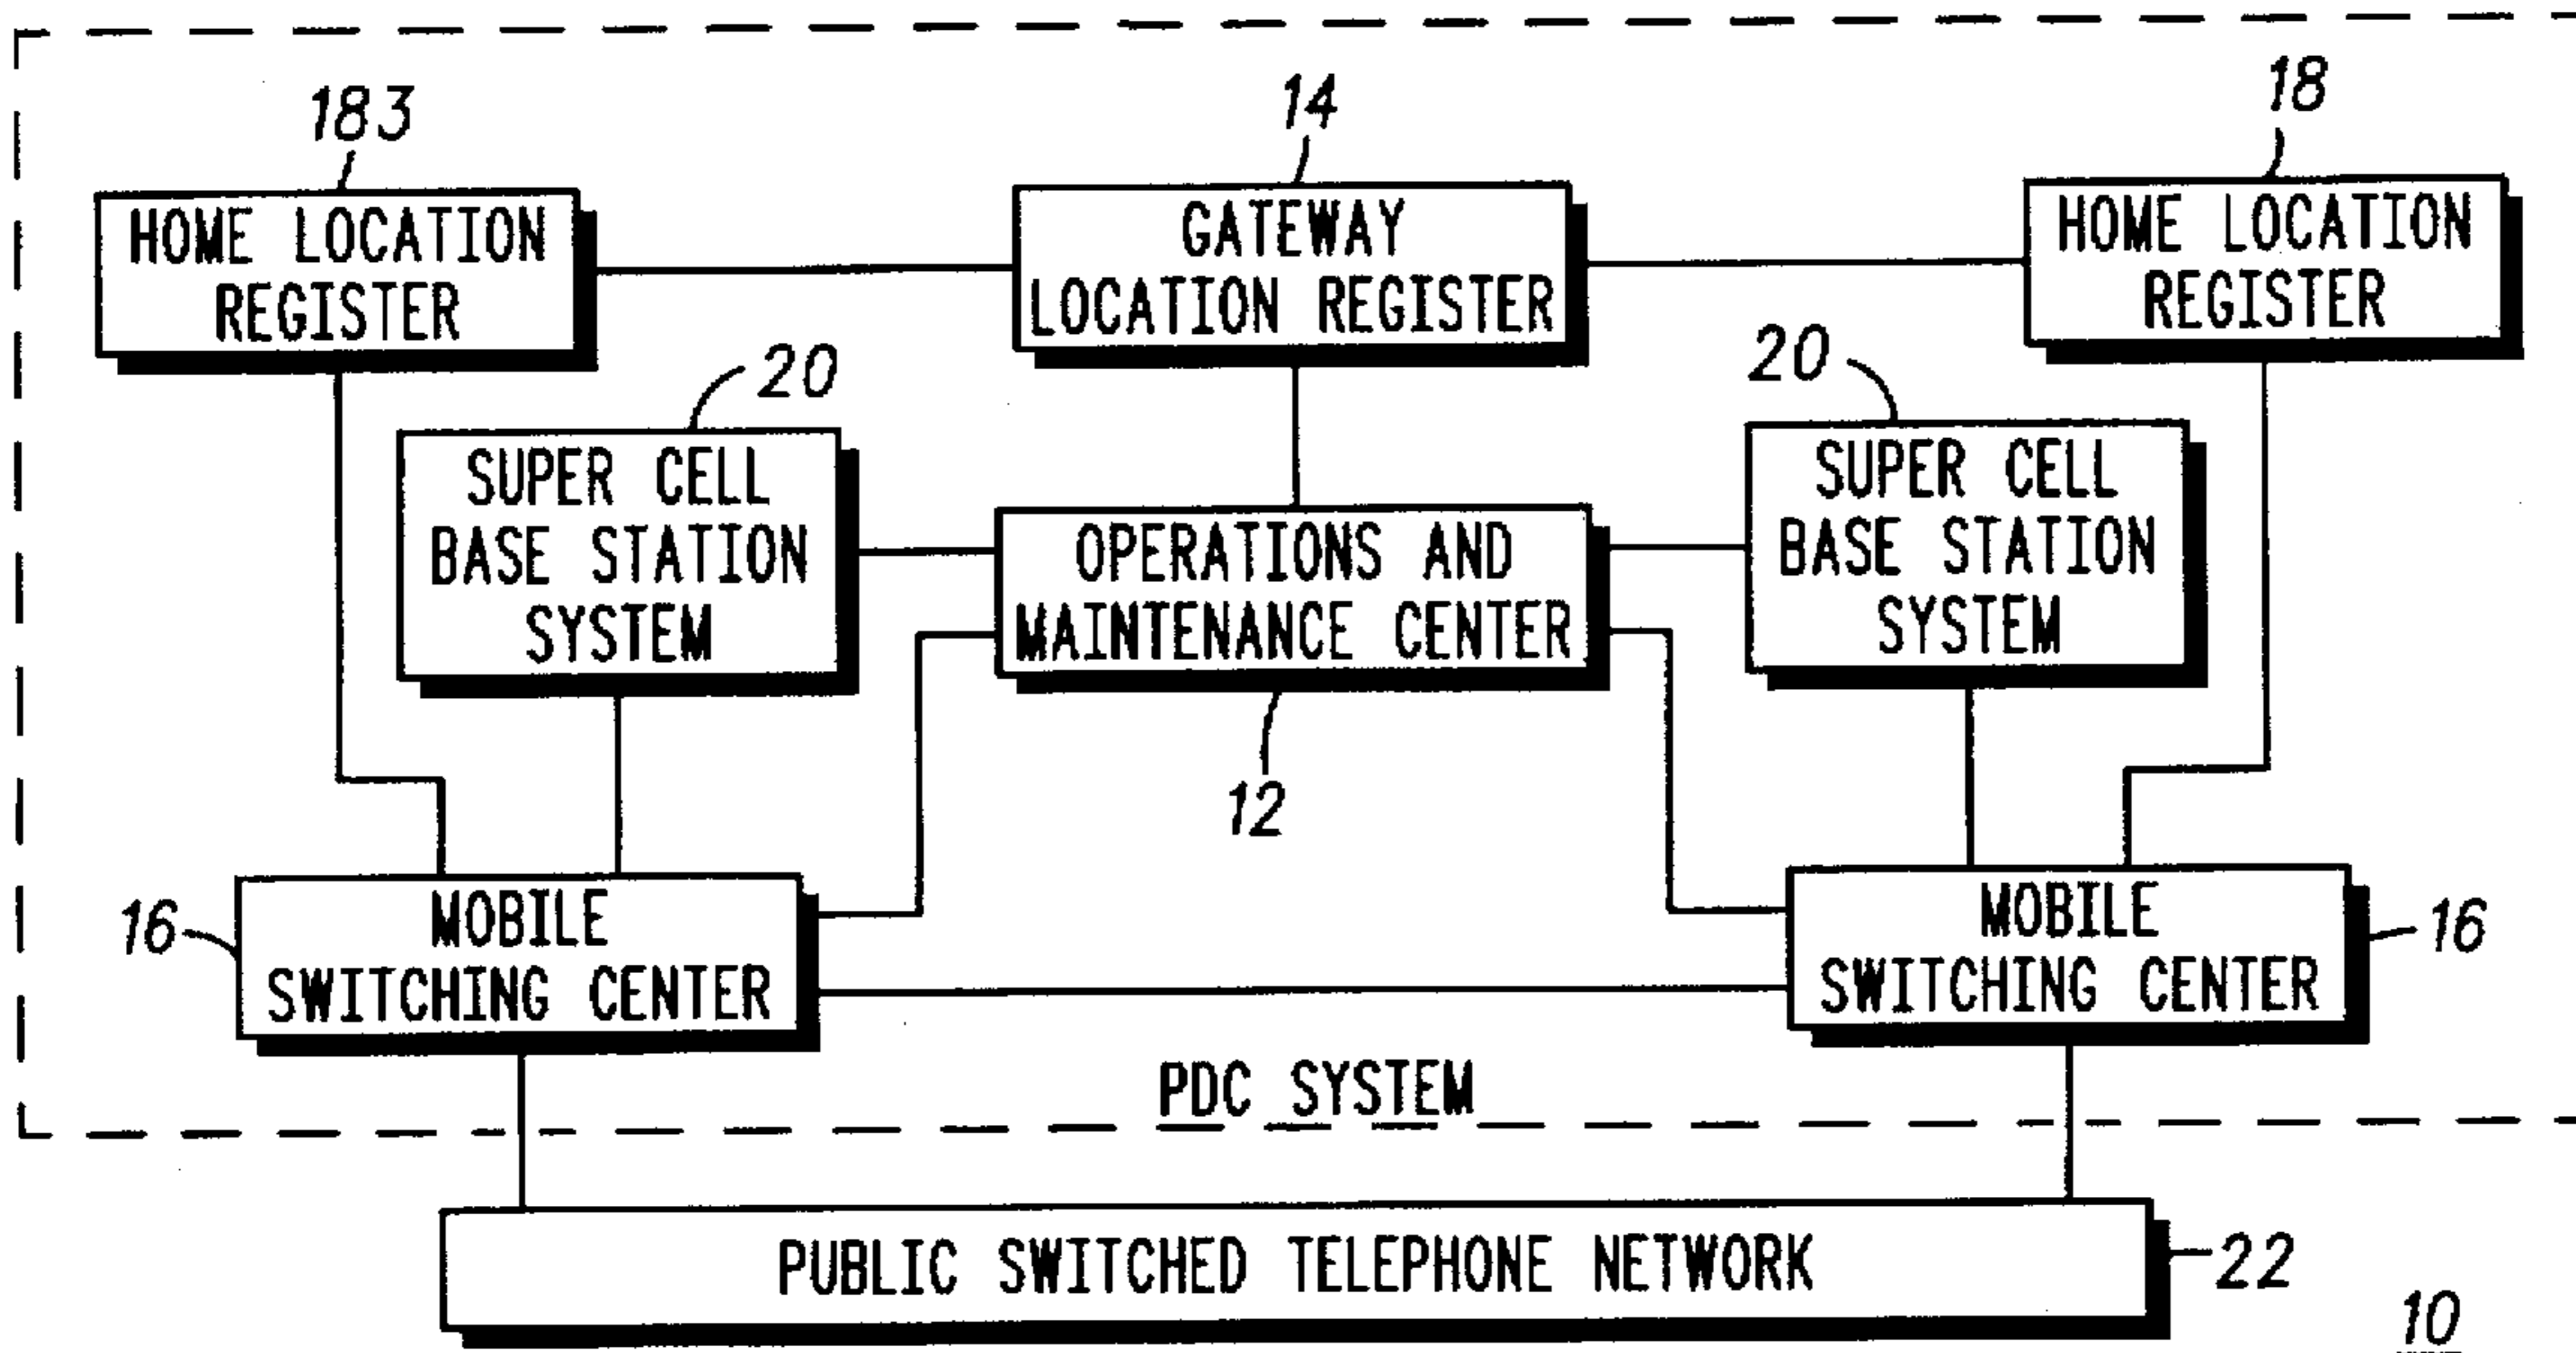 183
14
18
HOME LOCATION
REGISTER
GATEWAY
LOCATION REGISTER
HOME LOCATION
REGISTER
20
20
SUPER CELL
BASE STATION
SYSTEM
OPERATIONS AND
MAINTENANCE CENTER
SUPER CELL
BASE STATION
SYSTEM
12
16
MOBILE
SWITCHING CENTER
MOBILE
SWITCHING CENTER
16
PDC SYSTEM
PUBLIC SWITCHED TELEPHONE NETWORK
22
10